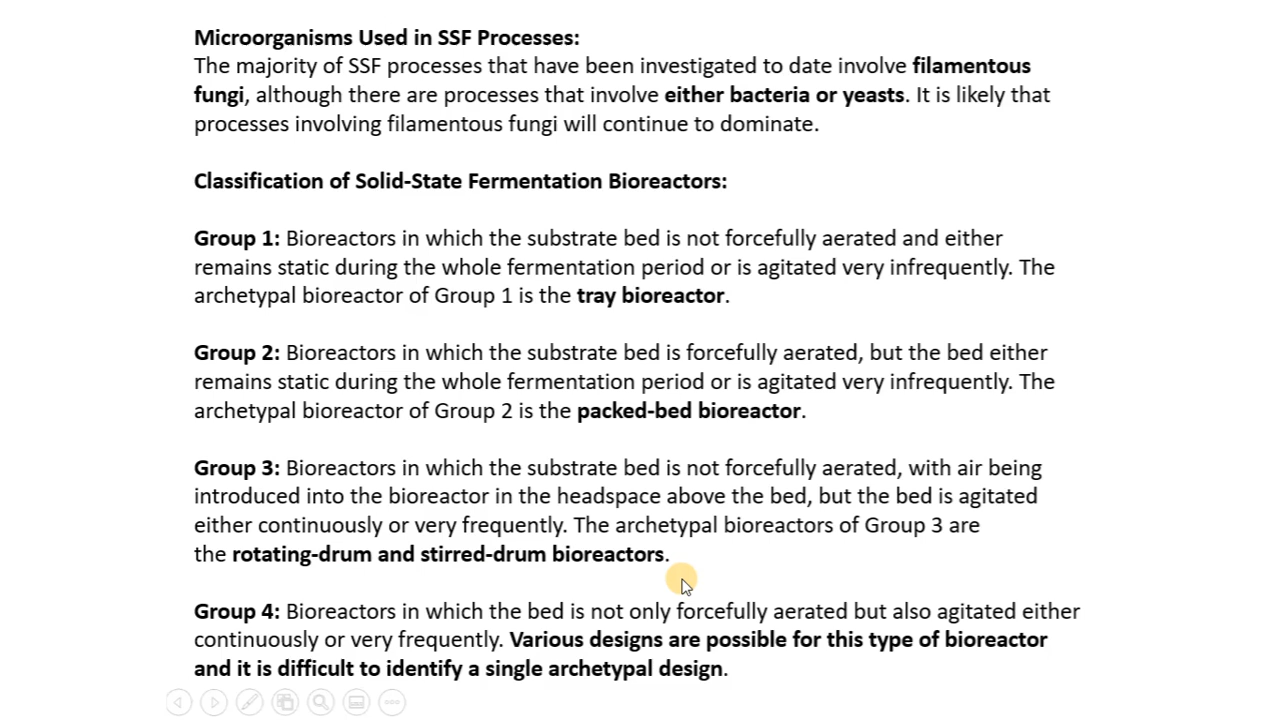 Microorganisms Used in SSF Processes:
The majority of SSF processes that have been investigated to date involve filamentous
fungi, although there are processes that involve either bacteria or yeasts. It is likely that
processes involving filamentous fungi will continue to dominate.
Classification of Solid-State Fermentation Bioreactors:
Group 1: Bioreactors in which the substrate bed is not forcefully aerated and either
remains static during the whole fermentation period or is agitated very infrequently. The
archetypal bioreactor of Group 1 is the tray bioreactor.
Group 2: Bioreactors in which the substrate bed is forcefully aerated, but the bed either
remains static during the whole fermentation period or is agitated very infrequently. The
archetypal bioreactor of Group 2 is the packed-bed bioreactor.
Group 3: Bioreactors in which the substrate bed is not forcefully aerated, with air being
introduced into the bioreactor in the headspace above the bed, but the bed is agitated
either continuously or very frequently. The archetypal bioreactors of Group 3 are
the rotating-drum and stirred-drum bioreactors.
Group 4: Bioreactors in which the bed is not only forcefully aerated but also agitated either
continuously or very frequently. Various designs are possible for this type of bioreactor
and it is difficult to identify a single archetypal design.